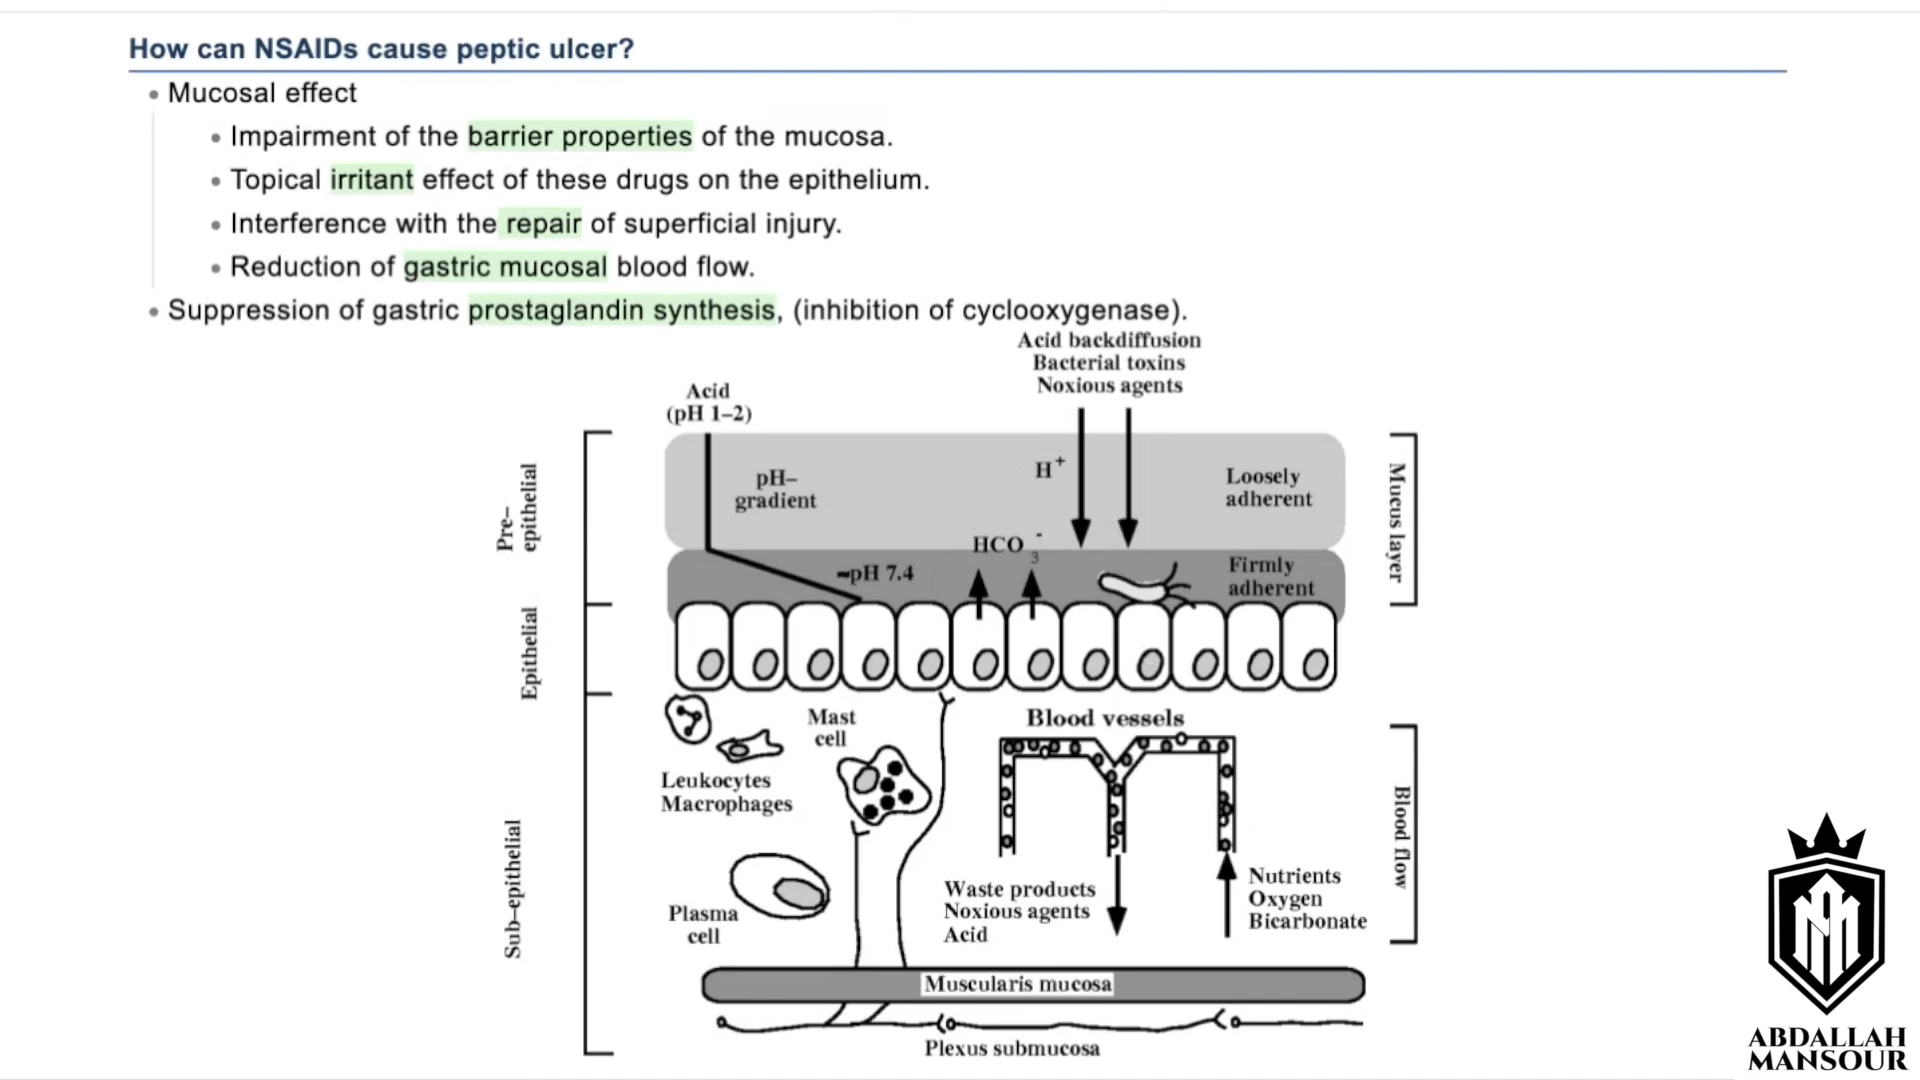 How can NSAIDs cause peptic ulcer?
• Mucosal effect
• Impairment of the barrier properties of the mucosa.
• Topical irritant effect of these drugs on the epithelium.
• Interference with the repair of superficial injury.
• Reduction of gastric mucosal blood flow.
• Suppression of gastric prostaglandin synthesis, (inhibition of cyclooxygenase).
Acid backdiffusion
Bacterial toxins
Noxious agents
Acid
(pH 1–2)
Pre–
epithelial
pH–
gradient
H+
Loosely
adherent
Mucus layer
HCO3-
~pH 7.4
Firmly
adherent
Epithelial
Mast
cell
Blood vessels
Leukocytes
Macrophages
Blood flow
Sub–epithelial
Plasma
cell
Waste products
Noxious agents
Acid
Nutrients
Oxygen
Bicarbonate
Muscularis mucosa
Plexus submucosa
ABDALLAH
MANSOUR